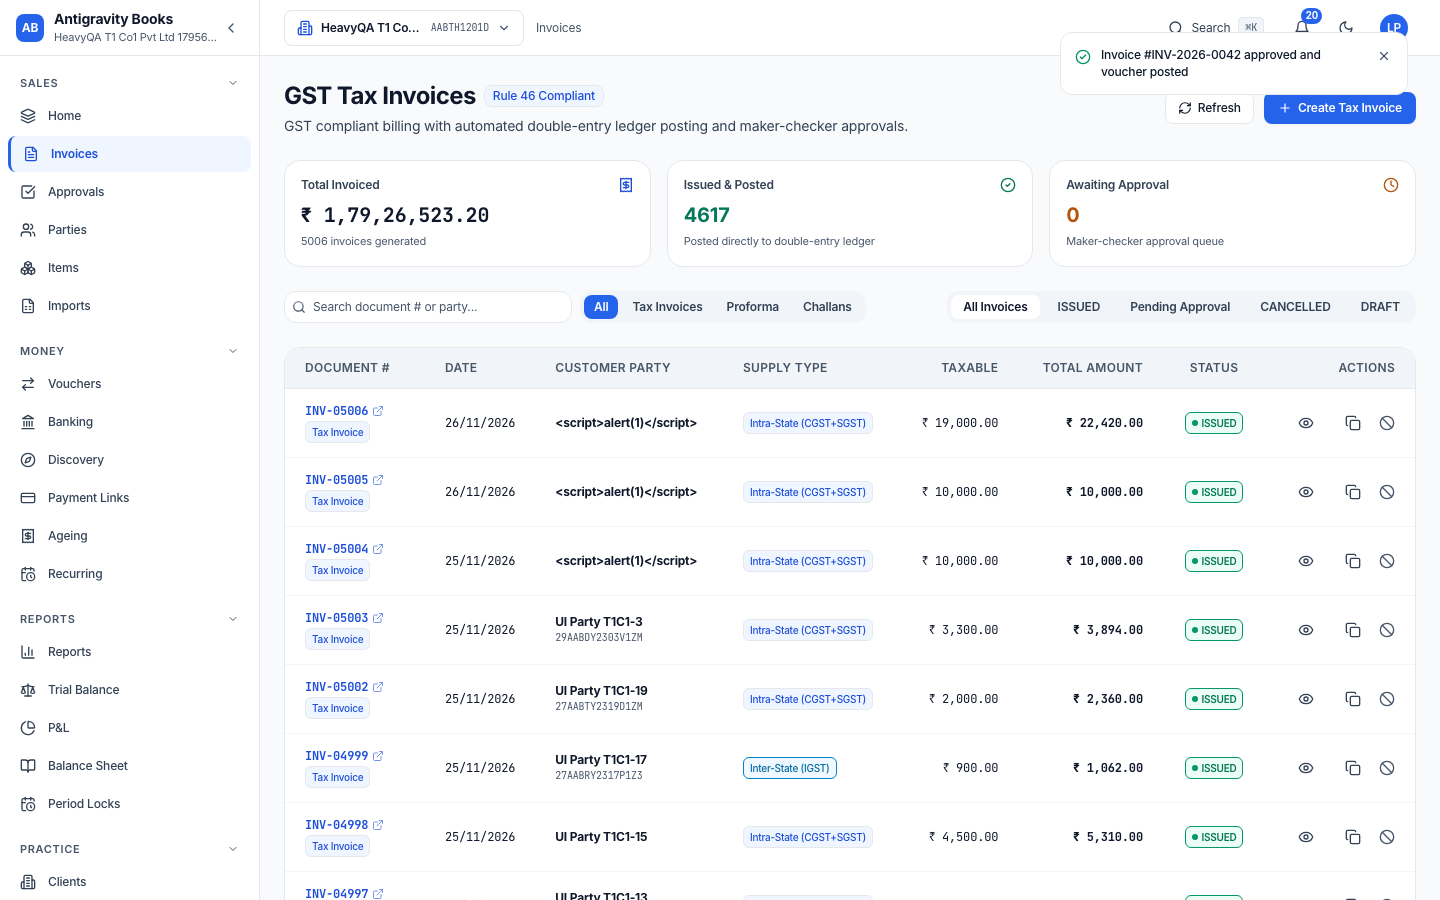 AB
Antigravity Books
HeavyQA T1 Co1 Pvt Ltd 17956...
SALES
Home
Invoices
Approvals
Parties
Items
Imports
MONEY
Vouchers
Banking
Discovery
Payment Links
Ageing
Recurring
REPORTS
Reports
Trial Balance
P&L
Balance Sheet
Period Locks
PRACTICE
Clients
HeavyQA T1 Co... AABTH1201D
Invoices
Search ⌘K
20
LP
Invoice #INV-2026-0042 approved and
voucher posted
GST Tax Invoices
Rule 46 Compliant
GST compliant billing with automated double-entry ledger posting and maker-checker approvals.
Refresh
Create Tax Invoice
Total Invoiced
₹ 1,79,26,523.20
5006 invoices generated
Issued & Posted
4617
Posted directly to double-entry ledger
Awaiting Approval
0
Maker-checker approval queue
Search document # or party...
All Tax Invoices Proforma Challans
All Invoices ISSUED Pending Approval CANCELLED DRAFT
DOCUMENT # DATE CUSTOMER PARTY SUPPLY TYPE TAXABLE TOTAL AMOUNT STATUS ACTIONS
INV-05006
Tax Invoice
26/11/2026 <script>alert(1)</script> Intra-State (CGST+SGST) ₹ 19,000.00 ₹ 22,420.00 ISSUED
INV-05005
Tax Invoice
26/11/2026 <script>alert(1)</script> Intra-State (CGST+SGST) ₹ 10,000.00 ₹ 10,000.00 ISSUED
INV-05004
Tax Invoice
25/11/2026 <script>alert(1)</script> Intra-State (CGST+SGST) ₹ 10,000.00 ₹ 10,000.00 ISSUED
INV-05003
Tax Invoice
25/11/2026
UI Party T1C1-3
29AABDY2303V1ZM
Intra-State (CGST+SGST) ₹ 3,300.00 ₹ 3,894.00 ISSUED
INV-05002
Tax Invoice
25/11/2026
UI Party T1C1-19
27AABTY2319D1ZM
Intra-State (CGST+SGST) ₹ 2,000.00 ₹ 2,360.00 ISSUED
INV-04999
Tax Invoice
25/11/2026
UI Party T1C1-17
27AABRY2317P1Z3
Inter-State (IGST) ₹ 900.00 ₹ 1,062.00 ISSUED
INV-04998
Tax Invoice
25/11/2026 UI Party T1C1-15 Intra-State (CGST+SGST) ₹ 4,500.00 ₹ 5,310.00 ISSUED
INV-04997
UI Party T1C1-13